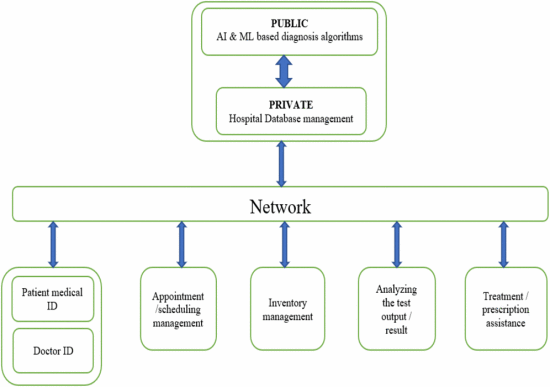 PUBLIC
AI & ML based diagnosis algorithms
PRIVATE
Hospital Database management
Network
Patient medical
ID
Doctor ID
Appointment
/scheduling
management
Inventory
management
Analyzing
the test
output /
result
Treatment /
prescription
assistance